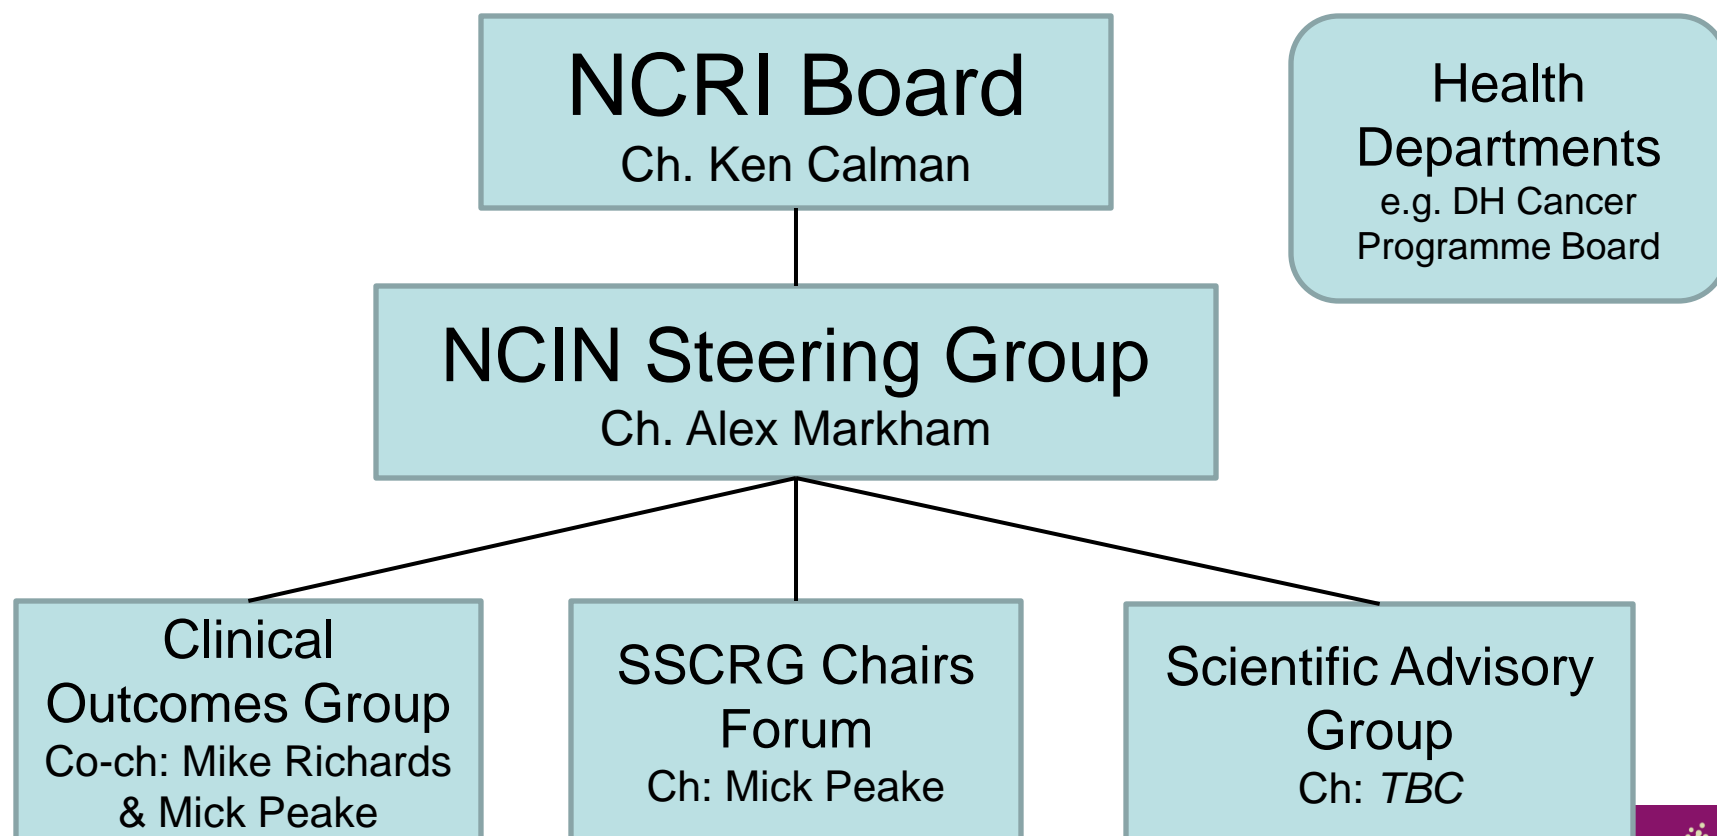 NCRI Board
Ch. Ken Calman
Health
Departments
e.g. DH Cancer
Programme Board
NCIN Steering Group
Ch. Alex Markham
Clinical
Outcomes Group
Co-ch: Mike Richards
& Mick Peake
SSCRG Chairs
Forum
Ch: Mick Peake
Scientific Advisory
Group
Ch: TBC